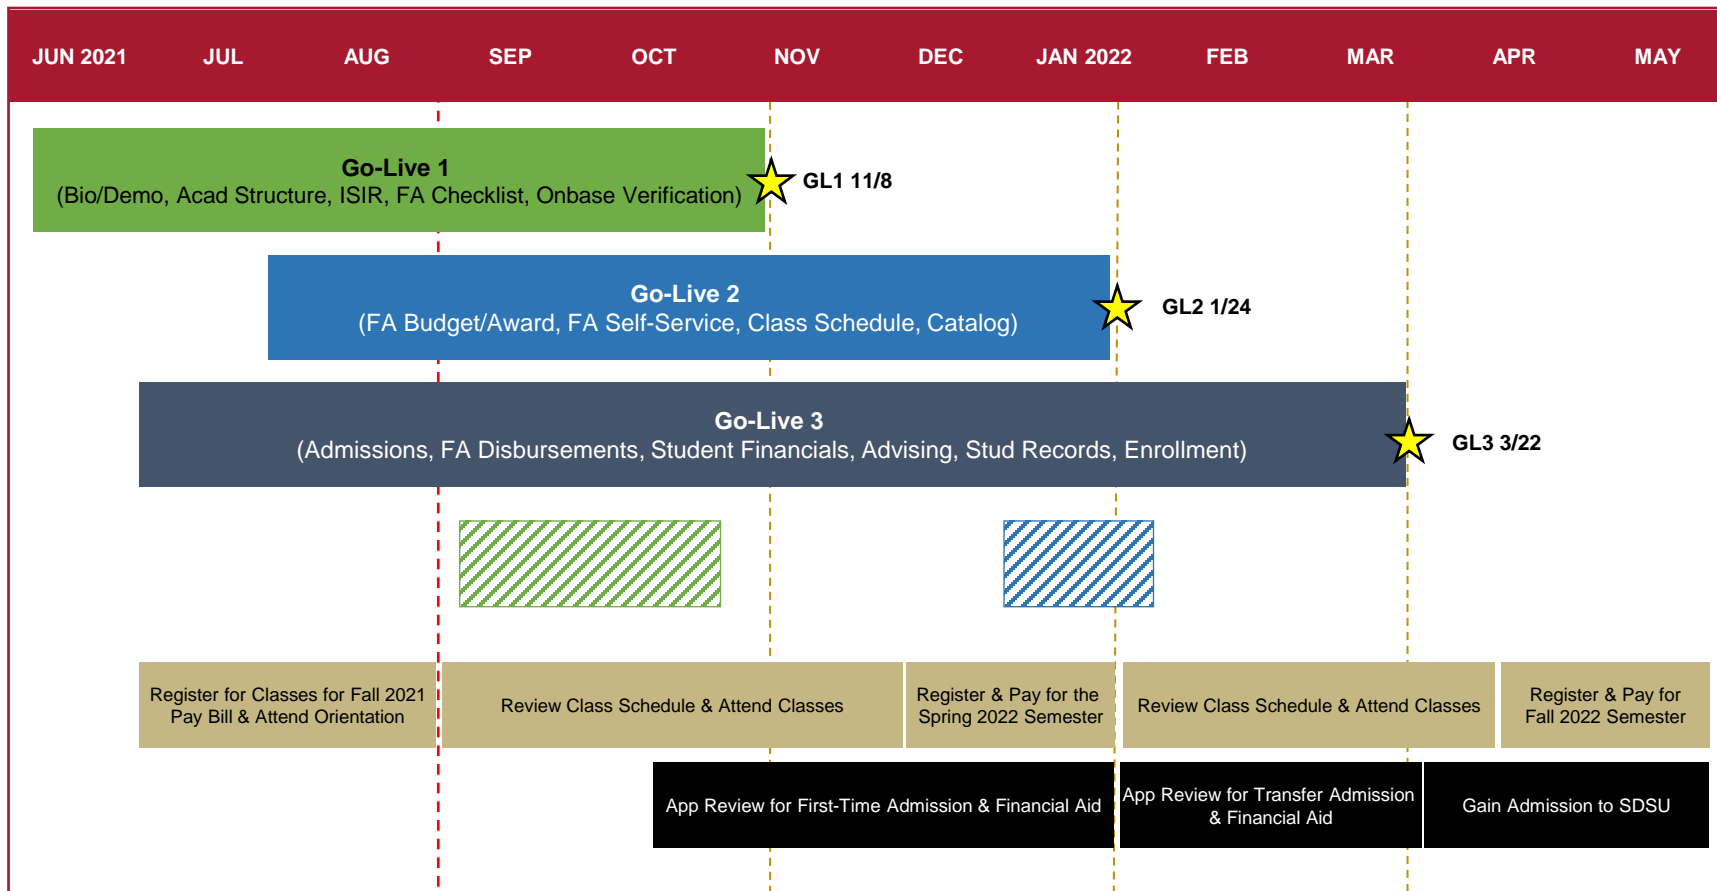 JUN 2021
JUL
AUG
SEP
OCT
NOV
DEC
JAN 2022
FEB
MAR
APR
MAY
Go-Live 1
(Bio/Demo, Acad Structure, ISIR, FA Checklist, Onbase Verification)
GL1 11/8
Go-Live 2
(FA Budget/Award, FA Self-Service, Class Schedule, Catalog)
GL2 1/24
Go-Live 3
(Admissions, FA Disbursements, Student Financials, Advising, Stud Records, Enrollment)
GL3 3/22
Register for Classes for Fall 2021
Pay Bill & Attend Orientation
Review Class Schedule & Attend Classes
Register & Pay for the
Spring 2022 Semester
Review Class Schedule & Attend Classes
Register & Pay for
Fall 2022 Semester
App Review for First-Time Admission & Financial Aid
App Review for Transfer Admission
& Financial Aid
Gain Admission to SDSU